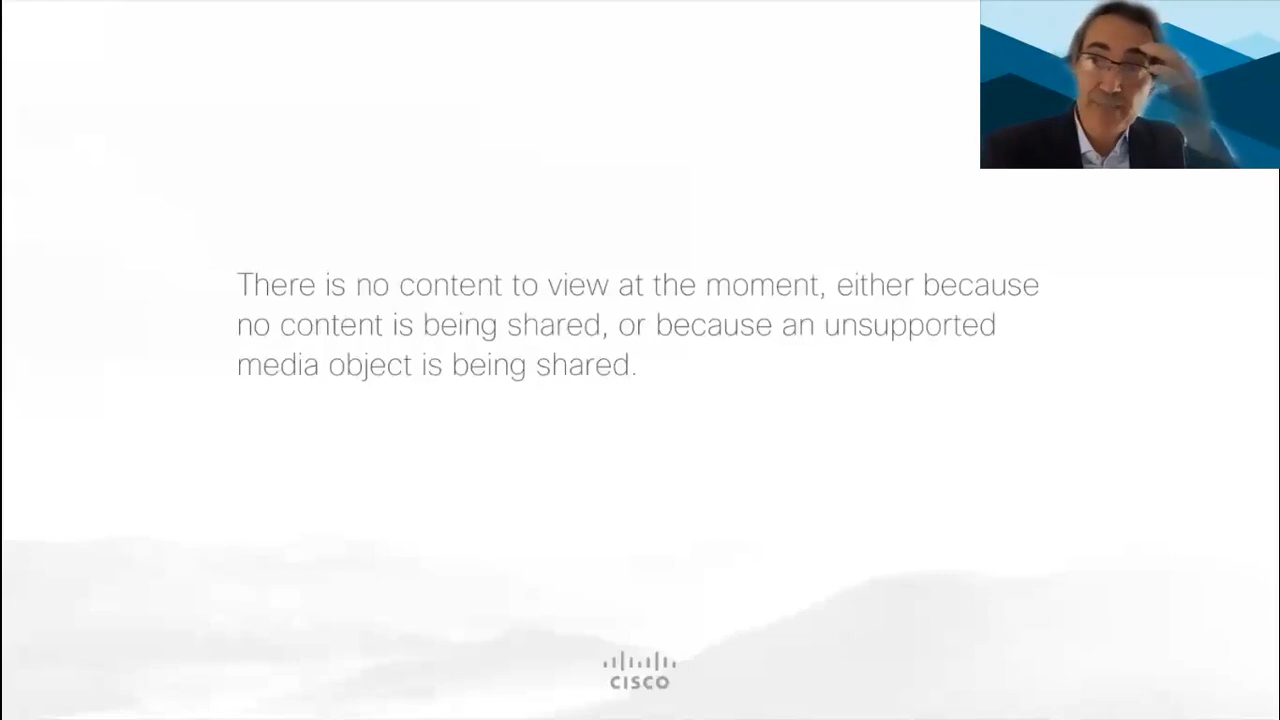 There is no content to view at the moment, either because
no content is being shared, or because an unsupported
media object is being shared.
CISCO